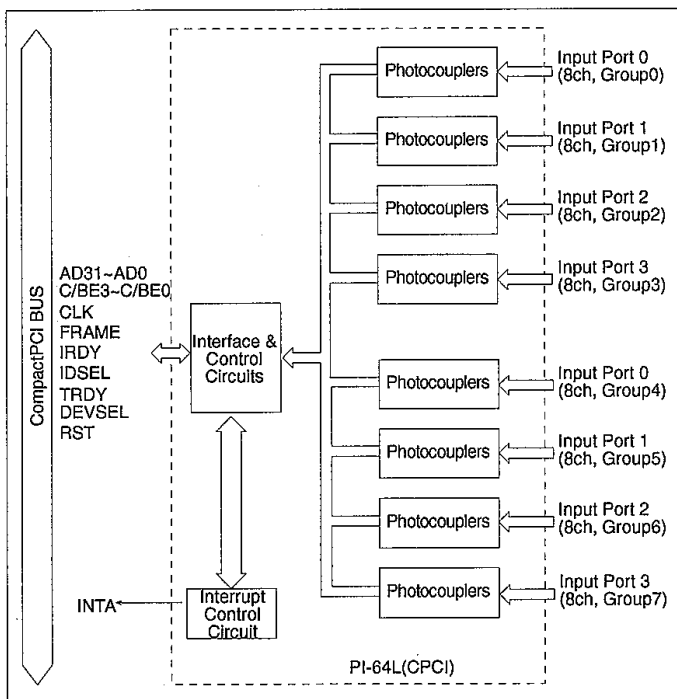 CompactPCI BUS
AD31~AD0
C/BE3~C/BE0
CLK
FRAME
IRDY
IDSEL
TRDY
DEVSEL
RST
INTA
Interface &
Control
Circuits
Interrupt
Control
Circuit
Photocouplers
Input Port 0
(8ch, Group0)
Photocouplers
Input Port 1
(8ch, Group1)
Photocouplers
Input Port 2
(8ch, Group2)
Photocouplers
Input Port 3
(8ch, Group3)
Photocouplers
Input Port 0
(8ch, Group4)
Photocouplers
Input Port 1
(8ch, Group5)
Photocouplers
Input Port 2
(8ch, Group6)
Photocouplers
Input Port 3
(8ch, Group7)
PI-64L(CPCI)